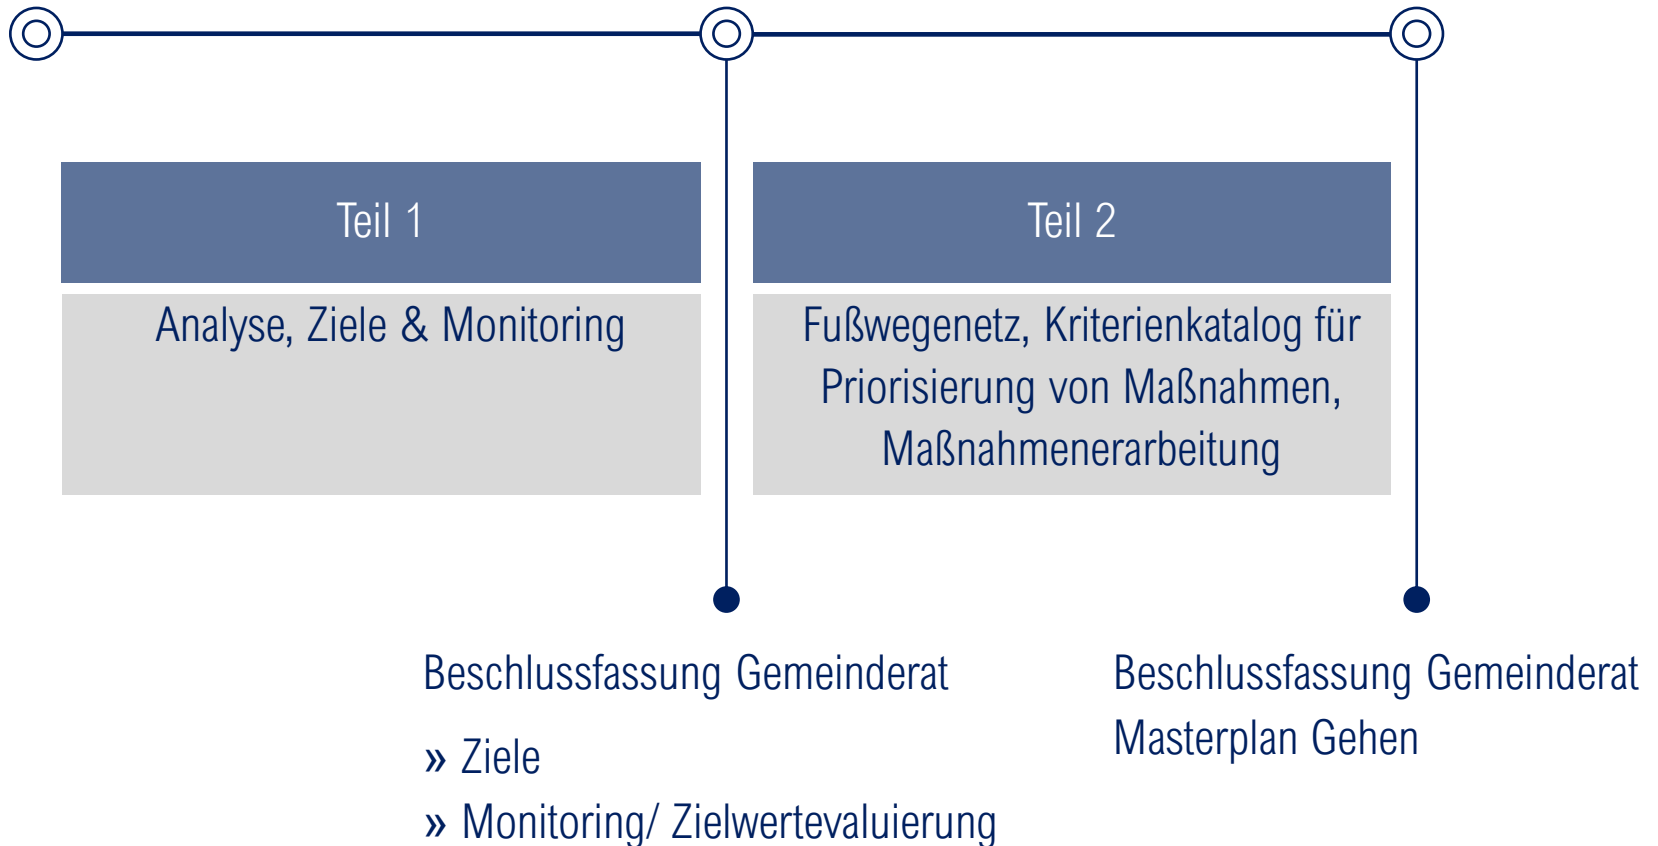 Teil 1
Analyse, Ziele & Monitoring
Teil 2
Fußwegenetz, Kriterienkatalog für
Priorisierung von Maßnahmen,
Maßnahmenerarbeitung
Beschlussfassung Gemeinderat
» Ziele
» Monitoring/ Zielwertevaluierung
Beschlussfassung Gemeinderat
Masterplan Gehen